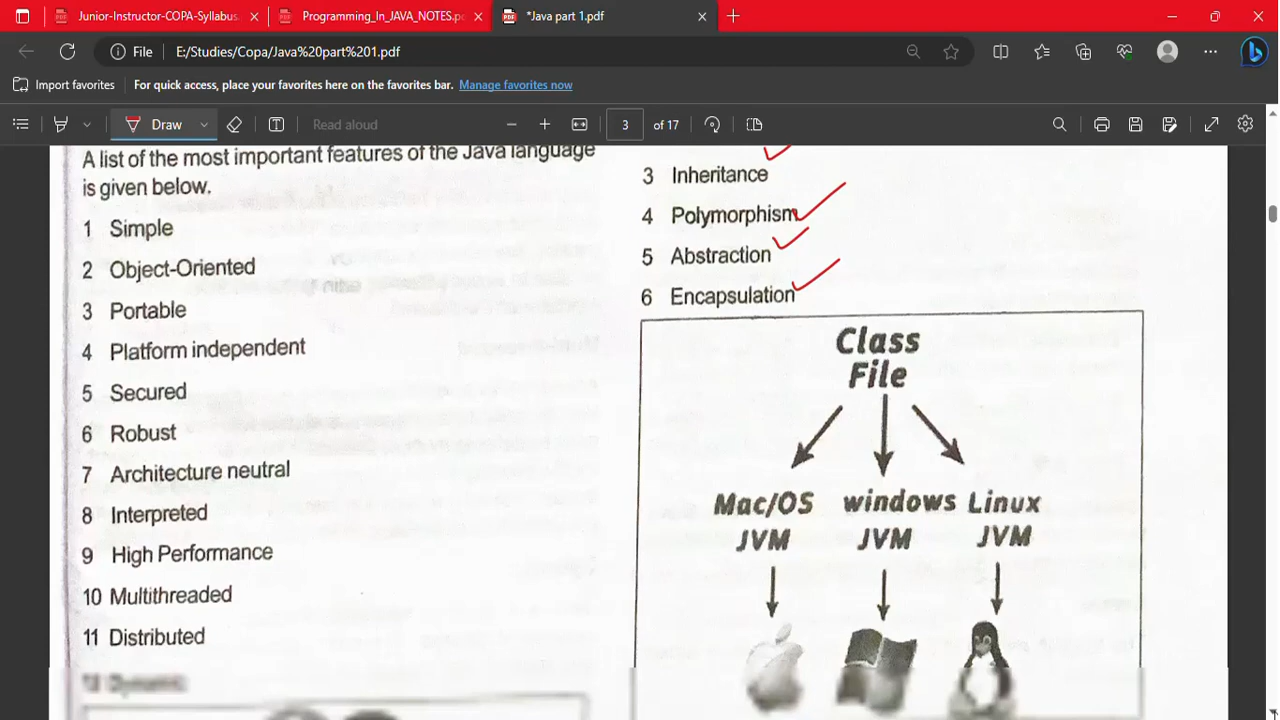 Junior-Instructor-COPA-Syllabus.
Programming_In_JAVA_NOTES.p
*Java part 1.pdf
File
E:/Studies/Copa/Java%20part%201.pdf
Import favorites
For quick access, place your favorites here on the favorites bar. Manage favorites now
Draw
Read aloud
3
of 17
A list of the most important features of the Java language
is given below.
1 Simple
2 Object-Oriented
3 Portable
4 Platform independent
5 Secured
6 Robust
7 Architecture neutral
8 Interpreted
9 High Performance
10 Multithreaded
11 Distributed
3 Inheritance
4 Polymorphism
5 Abstraction
6 Encapsulation
Class
File
Mac/OS windows Linux
JVM JVM JVM